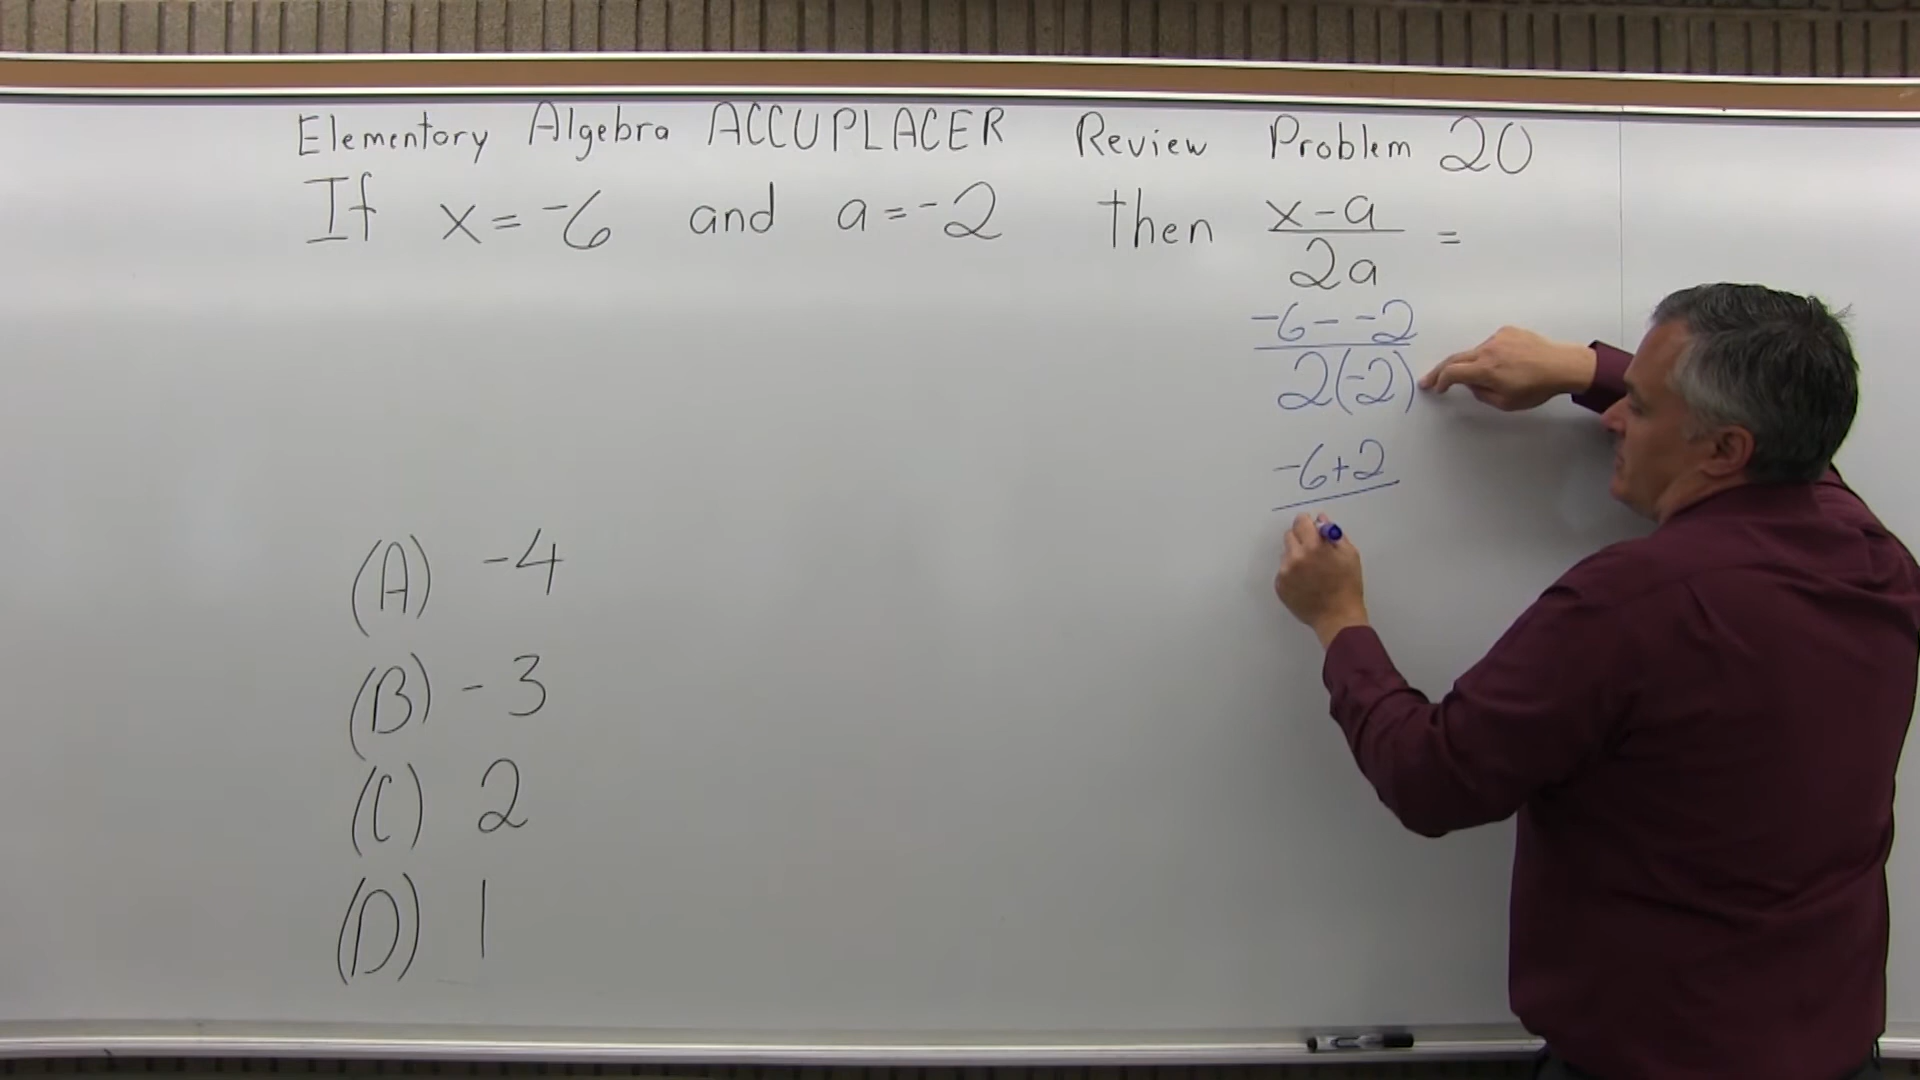 Elementary Algebra ACCUPLACER Review Problem 20
If x = -6 and a = -2 then x-a / 2a =
-6 - -2
2(-2)
-6+2
(A) -4
(B) -3
(C) 2
(D) 1